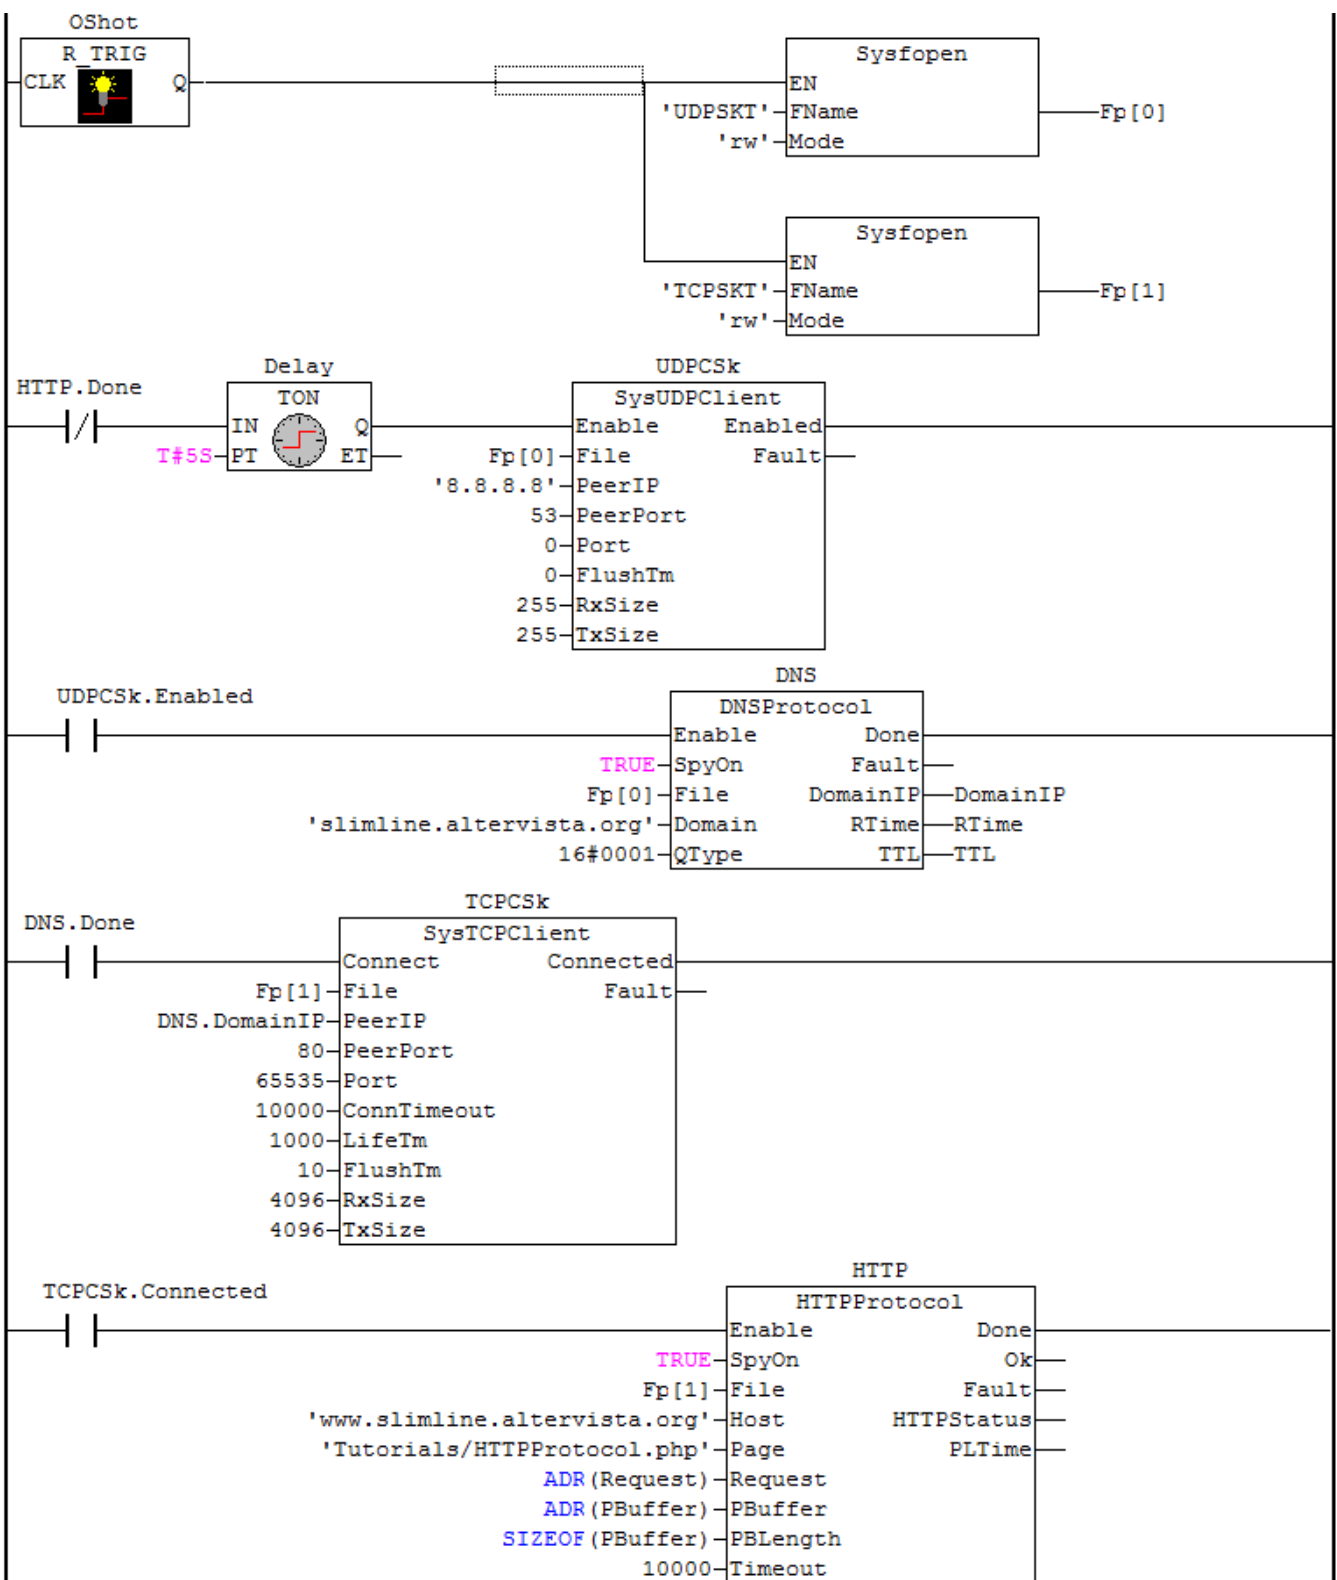 OShot
R_TRIG
CLK Q
Sysfopen
EN
'UDPSKT' FName Fp[0]
'rw' Mode
Sysfopen
EN
'TCPSKT' FName Fp[1]
'rw' Mode
Delay UDPCSk
HTTP.Done
TON SysUDPClient
IN Q Enable Enabled
T#5S PT ET Fp[0] File Fault
'8.8.8.8' PeerIP
53 PeerPort
0 Port
0 FlushTm
255 RxSize
255 TxSize
DNS
UDPCSk.Enabled
DNSProtocol
Enable Done
TRUE SpyOn Fault
Fp[0] File DomainIP DomainIP
'slimline.altervista.org' Domain RTime RTime
16#0001 QType TTL TTL
TCPCSk
DNS.Done
SysTCPClient
Connect Connected
Fp[1] File Fault
DNS.DomainIP PeerIP
80 PeerPort
65535 Port
10000 ConnTimeout
1000 LifeTm
10 FlushTm
4096 RxSize
4096 TxSize
HTTP
TCPCSk.Connected
HTTPProtocol
Enable Done
TRUE SpyOn Ok
Fp[1] File Fault
'www.slimline.altervista.org' Host HTTPStatus
'Tutorials/HTTPProtocol.php' Page PLTime
ADR(Request) Request
ADR(PBuffer) PBuffer
SIZEOF(PBuffer) PBLength
10000 Timeout